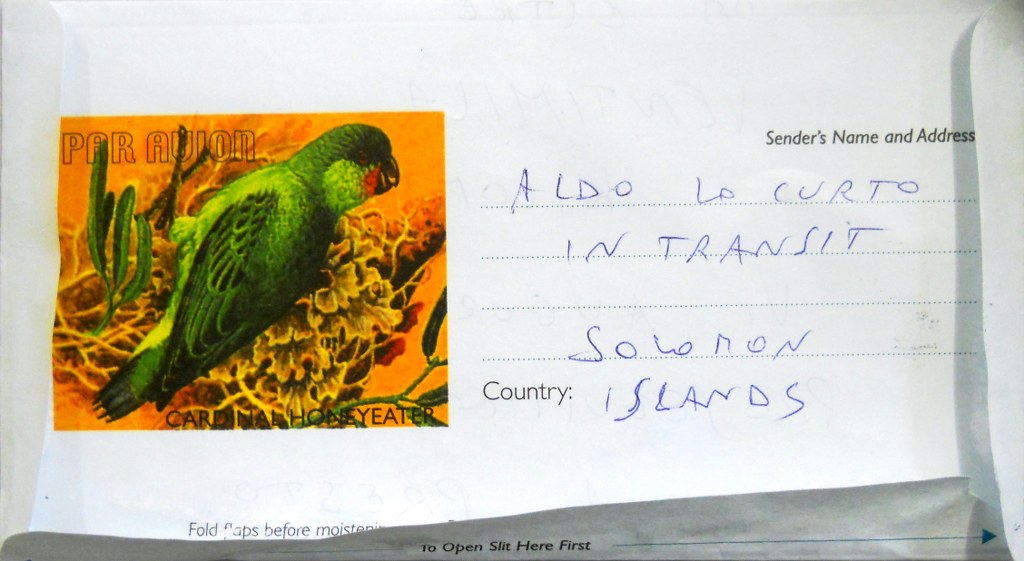 PAR AVION
CARDINAL HONEYEATER
Sender's Name and Address
ALDO Lo CURTO
IN TRANSIT
SOLOMON
Country: ISLANDS
Fold flaps before
To Open Slit Here First